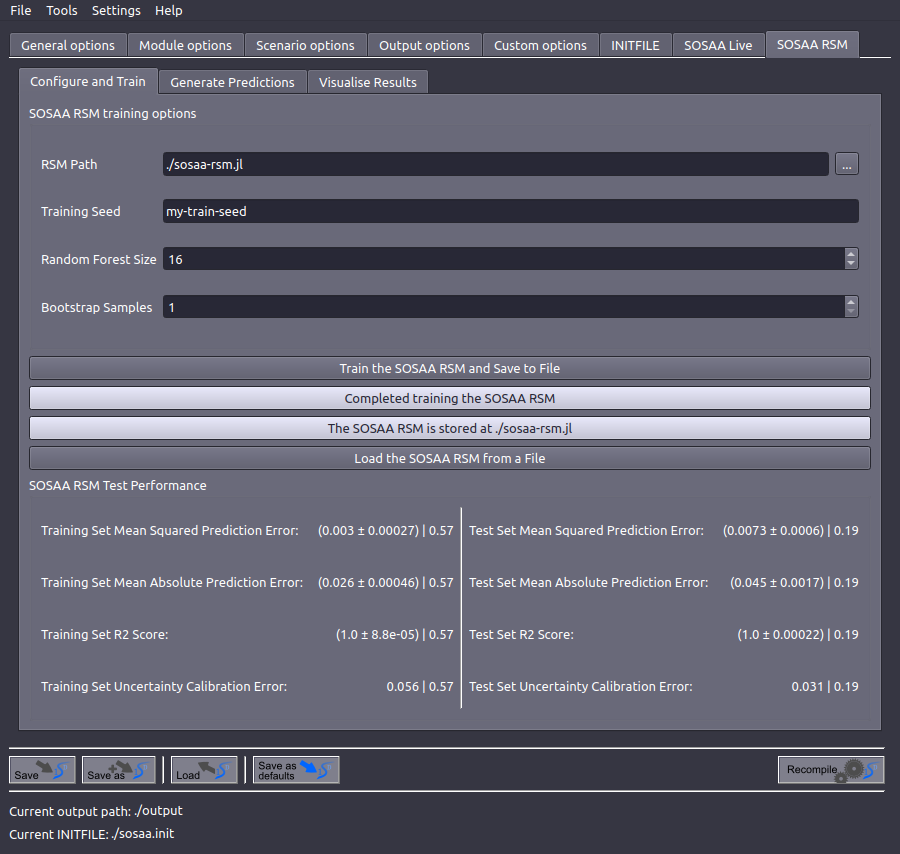 File Tools Settings Help
General options Module options Scenario options Output options Custom options INITFILE SOSAA Live SOSAA RSM
Configure and Train Generate Predictions Visualise Results
SOSAA RSM training options
RSM Path ./sosaa-rsm.jl ...
Training Seed my-train-seed
Random Forest Size 16
Bootstrap Samples 1
Train the SOSAA RSM and Save to File
Completed training the SOSAA RSM
The SOSAA RSM is stored at ./sosaa-rsm.jl
Load the SOSAA RSM from a File
SOSAA RSM Test Performance
Training Set Mean Squared Prediction Error: (0.003 ± 0.00027) | 0.57 Test Set Mean Squared Prediction Error: (0.0073 ± 0.0006) | 0.19
Training Set Mean Absolute Prediction Error: (0.026 ± 0.00046) | 0.57 Test Set Mean Absolute Prediction Error: (0.045 ± 0.0017) | 0.19
Training Set R2 Score: (1.0 ± 8.8e-05) | 0.57 Test Set R2 Score: (1.0 ± 0.00022) | 0.19
Training Set Uncertainty Calibration Error: 0.056 | 0.57 Test Set Uncertainty Calibration Error: 0.031 | 0.19
Save Save as Load Save as defaults Recompile
Current output path: ./output
Current INITFILE: ./sosaa.init